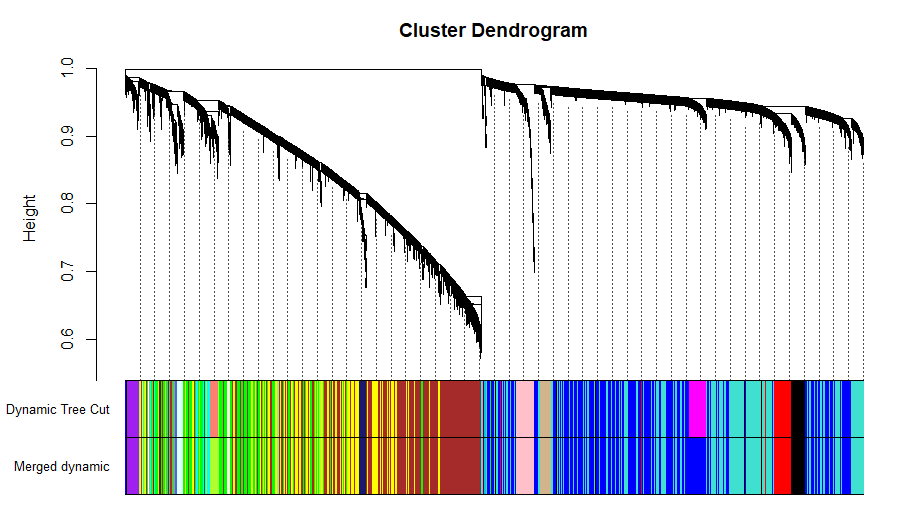 Cluster Dendrogram
Height
1.0
0.9
0.8
0.7
0.6
Dynamic Tree Cut
Merged dynamic